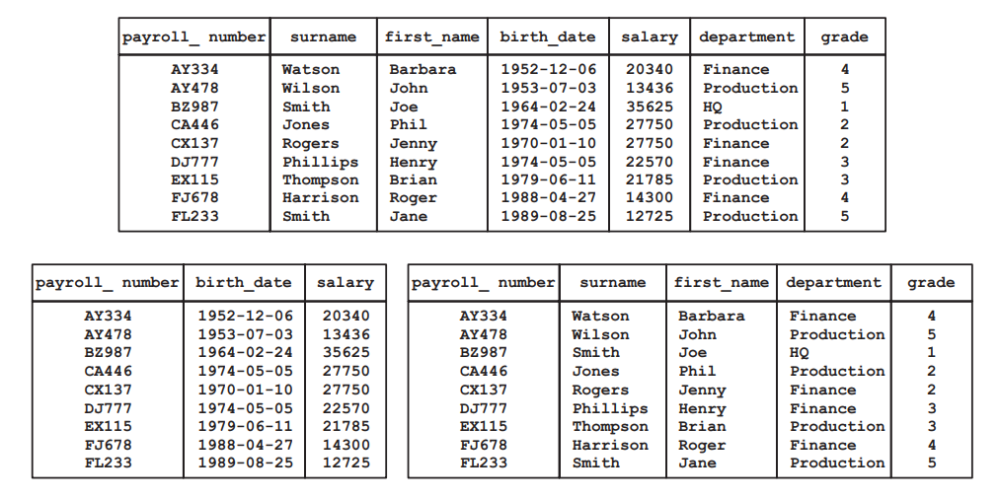 payroll_ number surname first_name birth_date salary department grade
AY334 Watson Barbara 1952-12-06 20340 Finance 4
AY478 Wilson John 1953-07-03 13436 Production 5
BZ987 Smith Joe 1964-02-24 35625 HQ 1
CA446 Jones Phil 1974-05-05 27750 Production 2
CX137 Rogers Jenny 1970-01-10 27750 Finance 2
DJ777 Phillips Henry 1974-05-05 22570 Finance 3
EX115 Thompson Brian 1979-06-11 21785 Production 3
FJ678 Harrison Roger 1988-04-27 14300 Finance 4
FL233 Smith Jane 1989-08-25 12725 Production 5
payroll_ number birth_date salary
AY334 1952-12-06 20340
AY478 1953-07-03 13436
BZ987 1964-02-24 35625
CA446 1974-05-05 27750
CX137 1970-01-10 27750
DJ777 1974-05-05 22570
EX115 1979-06-11 21785
FJ678 1988-04-27 14300
FL233 1989-08-25 12725
payroll_ number surname first_name department grade
AY334 Watson Barbara Finance 4
AY478 Wilson John Production 5
BZ987 Smith Joe HQ 1
CA446 Jones Phil Production 2
CX137 Rogers Jenny Finance 2
DJ777 Phillips Henry Finance 3
EX115 Thompson Brian Production 3
FJ678 Harrison Roger Finance 4
FL233 Smith Jane Production 5